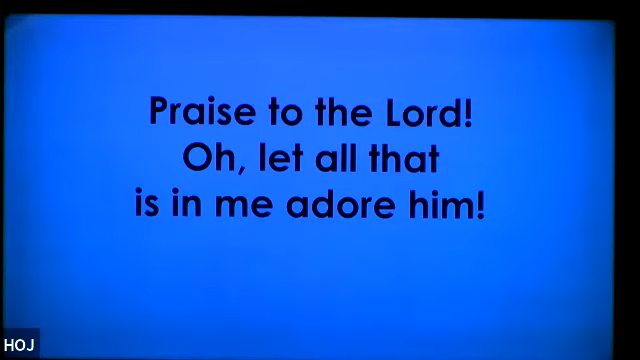 Praise to the Lord!
Oh, let all that
is in me adore him!
HOJ